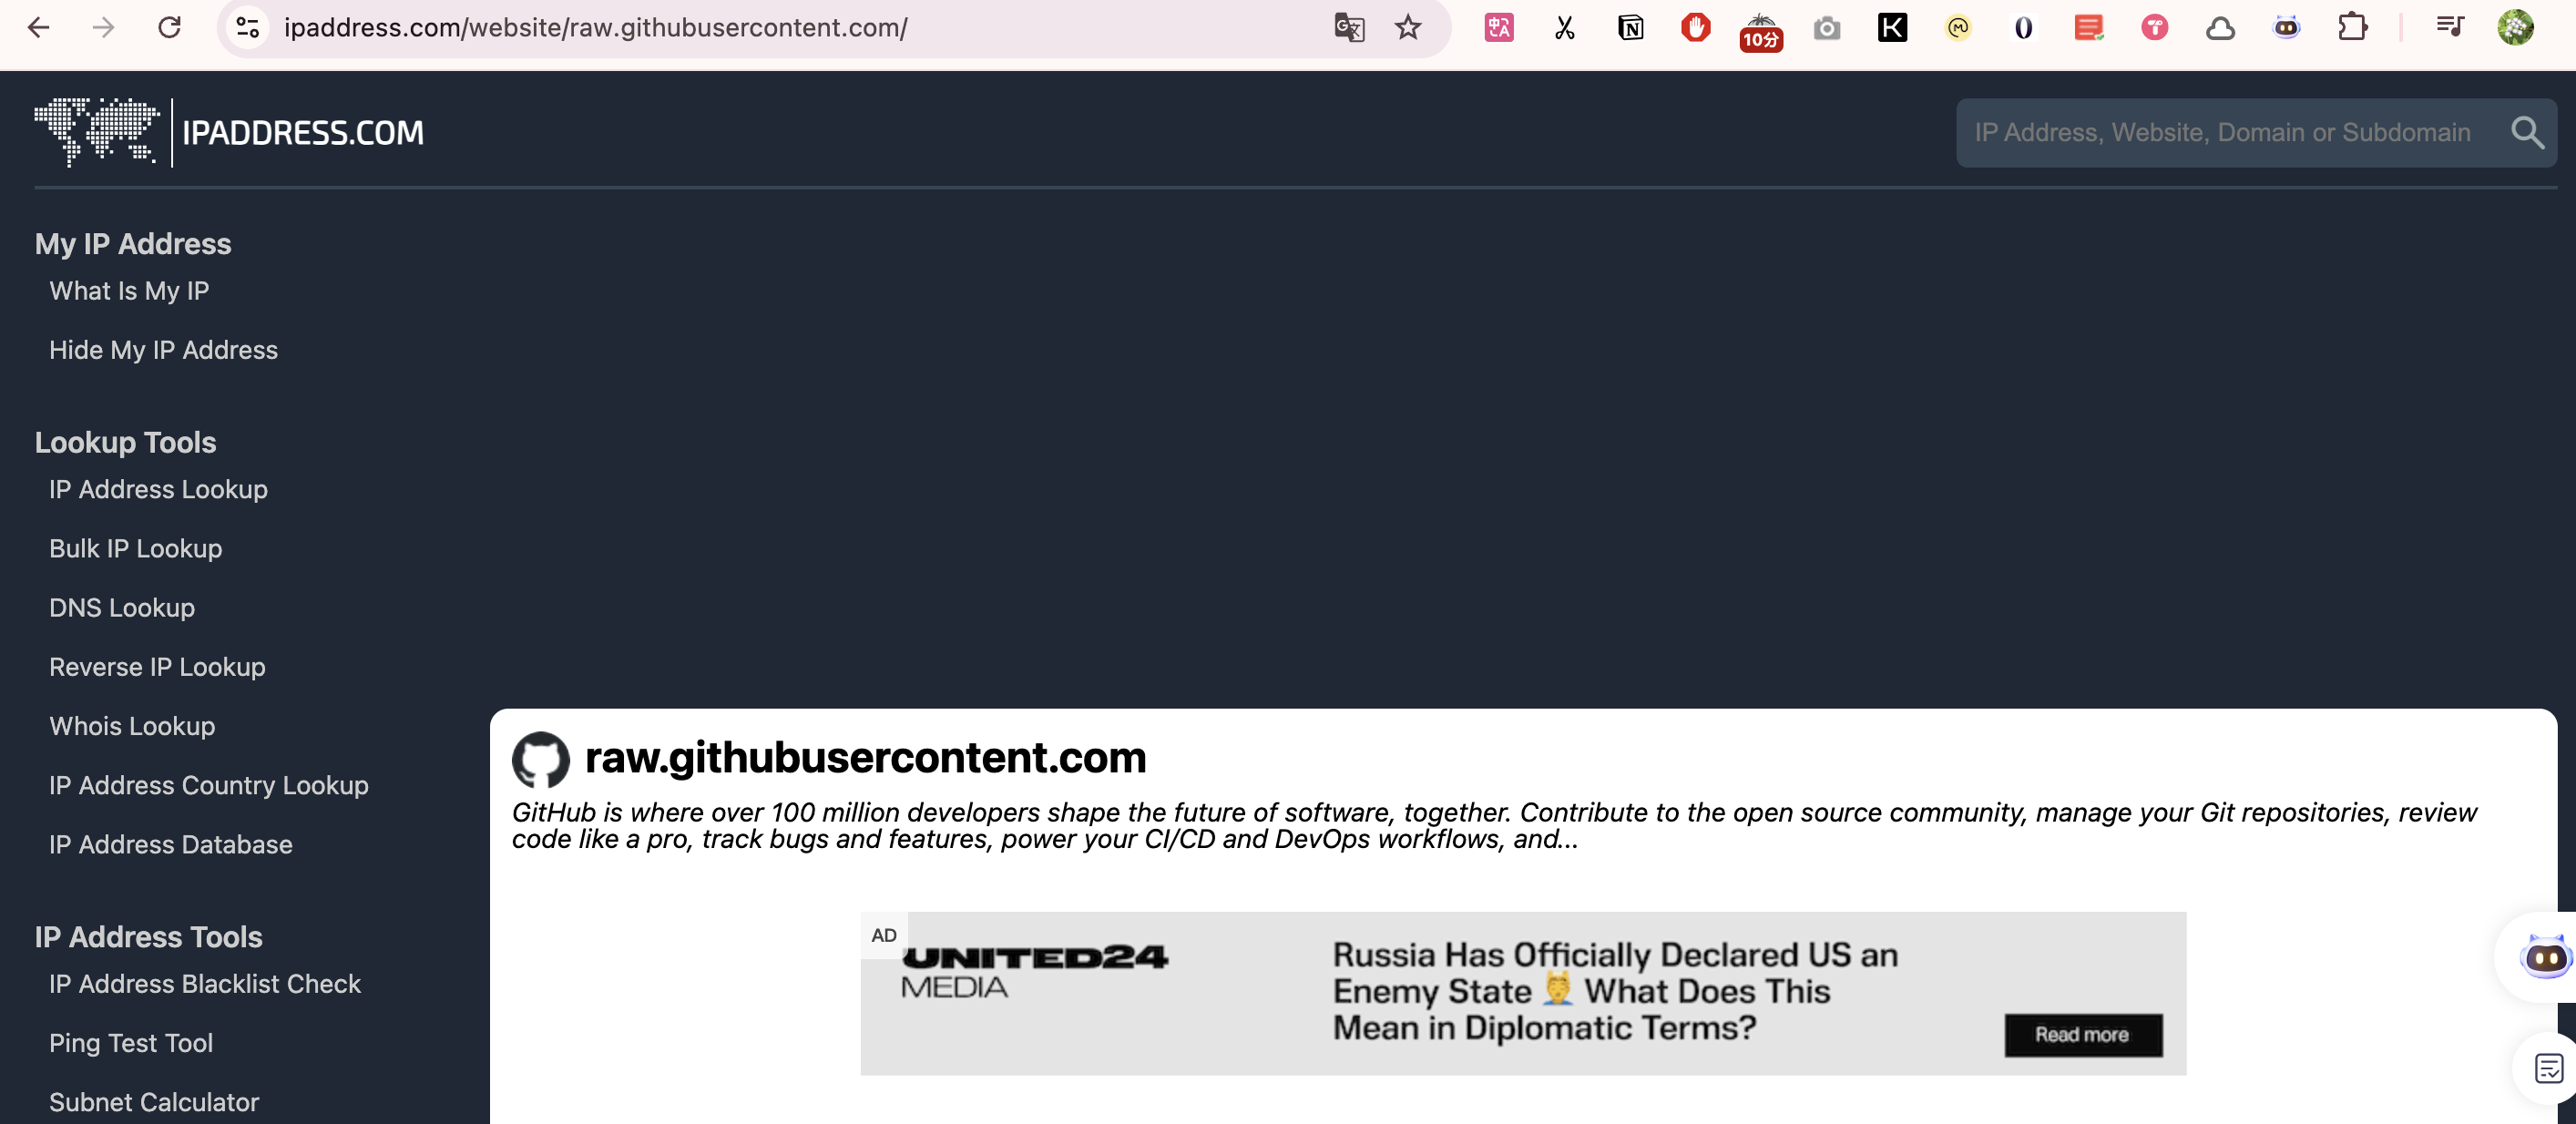 ipaddress.com/website/raw.githubusercontent.com/
10分
IPADDRESS.COM
IP Address, Website, Domain or Subdomain
My IP Address
What Is My IP
Hide My IP Address
Lookup Tools
IP Address Lookup
Bulk IP Lookup
DNS Lookup
Reverse IP Lookup
Whois Lookup
IP Address Country Lookup
IP Address Database
IP Address Tools
IP Address Blacklist Check
Ping Test Tool
Subnet Calculator
raw.githubusercontent.com
GitHub is where over 100 million developers shape the future of software, together. Contribute to the open source community, manage your Git repositories, review
code like a pro, track bugs and features, power your CI/CD and DevOps workflows, and...
AD
UNITED24
MEDIA
Russia Has Officially Declared US an
Enemy State 💆 What Does This
Mean in Diplomatic Terms?
Read more